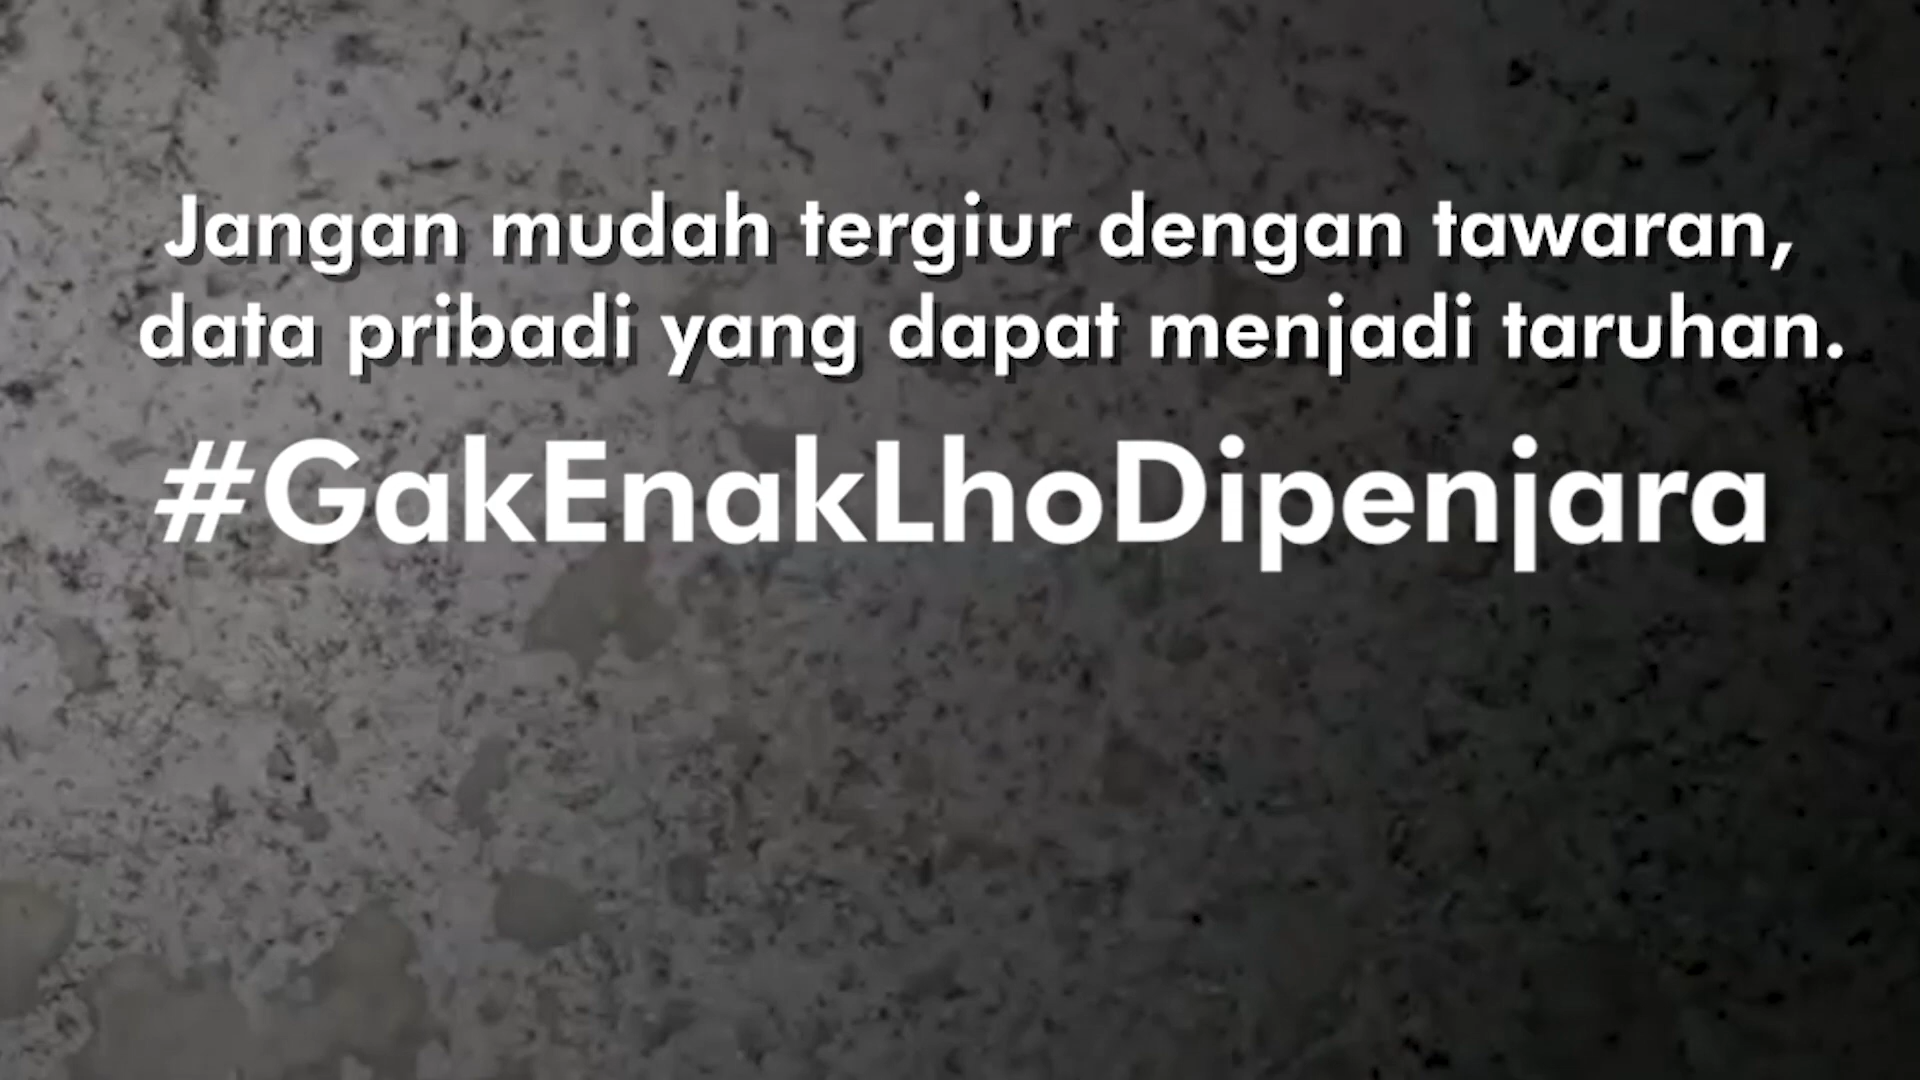 Jangan mudah tergiur dengan tawaran,
data pribadi yang dapat menjadi taruhan.
#GakEnakLhoDipenjara